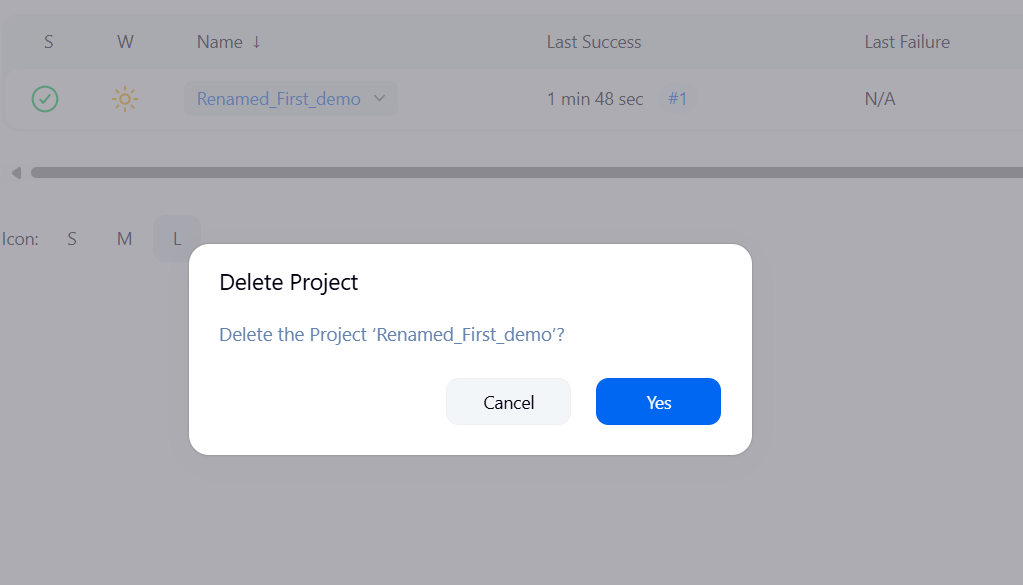 S W Name ↓ Last Success Last Failure
Renamed_First_demo 1 min 48 sec #1 N/A
Icon: S M L
Delete Project
Delete the Project ‘Renamed_First_demo’?
Cancel Yes